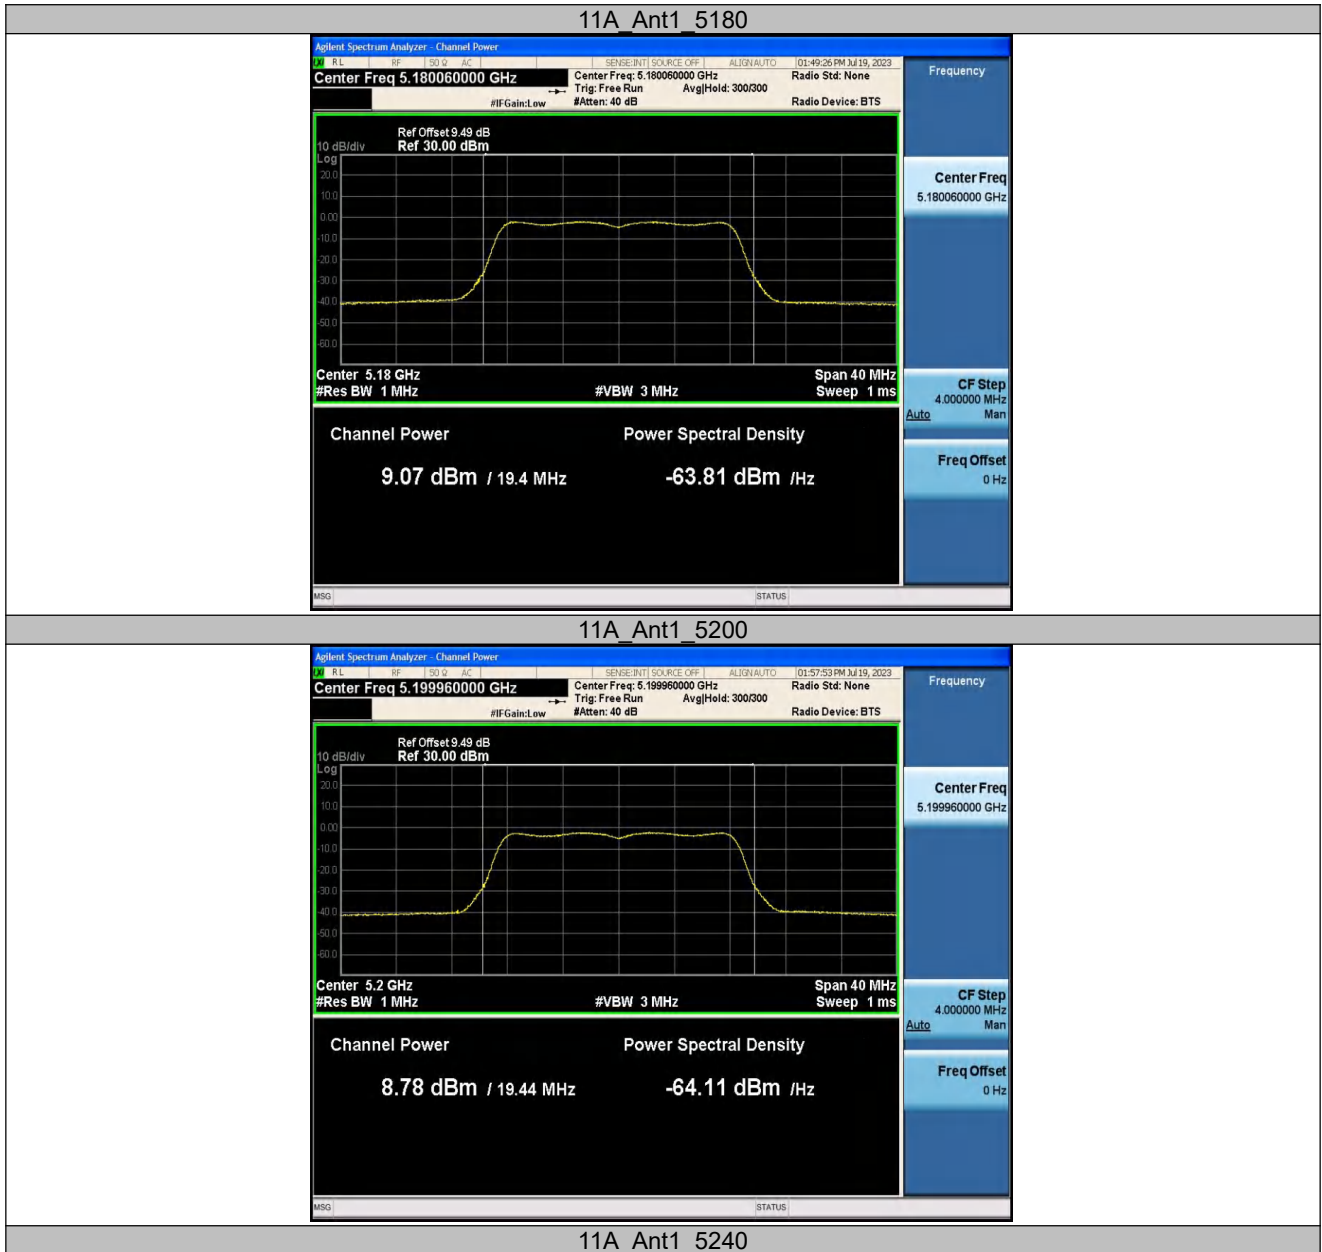 11A_Ant1_5180
Agilent Spectrum Analyzer - Channel Power
RL RF 50 Ω AC SENSE:INT SOURCE OFF ALIGN AUTO 01:49:26 PM Jul 19, 2023
Center Freq 5.180060000 GHz
Center Freq: 5.180060000 GHz
Radio Std: None
Trig: Free Run Avg|Hold: 300/300
#IFGain:Low
#Atten: 40 dB
Radio Device: BTS
Frequency
Ref Offset 9.49 dB
10 dB/div Ref 30.00 dBm
Log
20.0
10.0
0.00
-10.0
-20.0
-30.0
-40.0
-50.0
-60.0
Center Freq
5.180060000 GHz
Center 5.18 GHz Span 40 MHz
#Res BW 1 MHz #VBW 3 MHz Sweep 1 ms
CF Step
4.000000 MHz
Auto Man
Channel Power Power Spectral Density
9.07 dBm / 19.4 MHz -63.81 dBm /Hz
Freq Offset
0 Hz
MSG STATUS
11A_Ant1_5200
Agilent Spectrum Analyzer - Channel Power
RL RF 50 Ω AC SENSE:INT SOURCE OFF ALIGN AUTO 01:57:53 PM Jul 19, 2023
Center Freq 5.199960000 GHz
Center Freq: 5.199960000 GHz
Radio Std: None
Trig: Free Run Avg|Hold: 300/300
#IFGain:Low
#Atten: 40 dB
Radio Device: BTS
Frequency
Ref Offset 9.49 dB
10 dB/div Ref 30.00 dBm
Log
20.0
10.0
0.00
-10.0
-20.0
-30.0
-40.0
-50.0
-60.0
Center Freq
5.199960000 GHz
Center 5.2 GHz Span 40 MHz
#Res BW 1 MHz #VBW 3 MHz Sweep 1 ms
CF Step
4.000000 MHz
Auto Man
Channel Power Power Spectral Density
8.78 dBm / 19.44 MHz -64.11 dBm /Hz
Freq Offset
0 Hz
MSG STATUS
11A_Ant1_5240